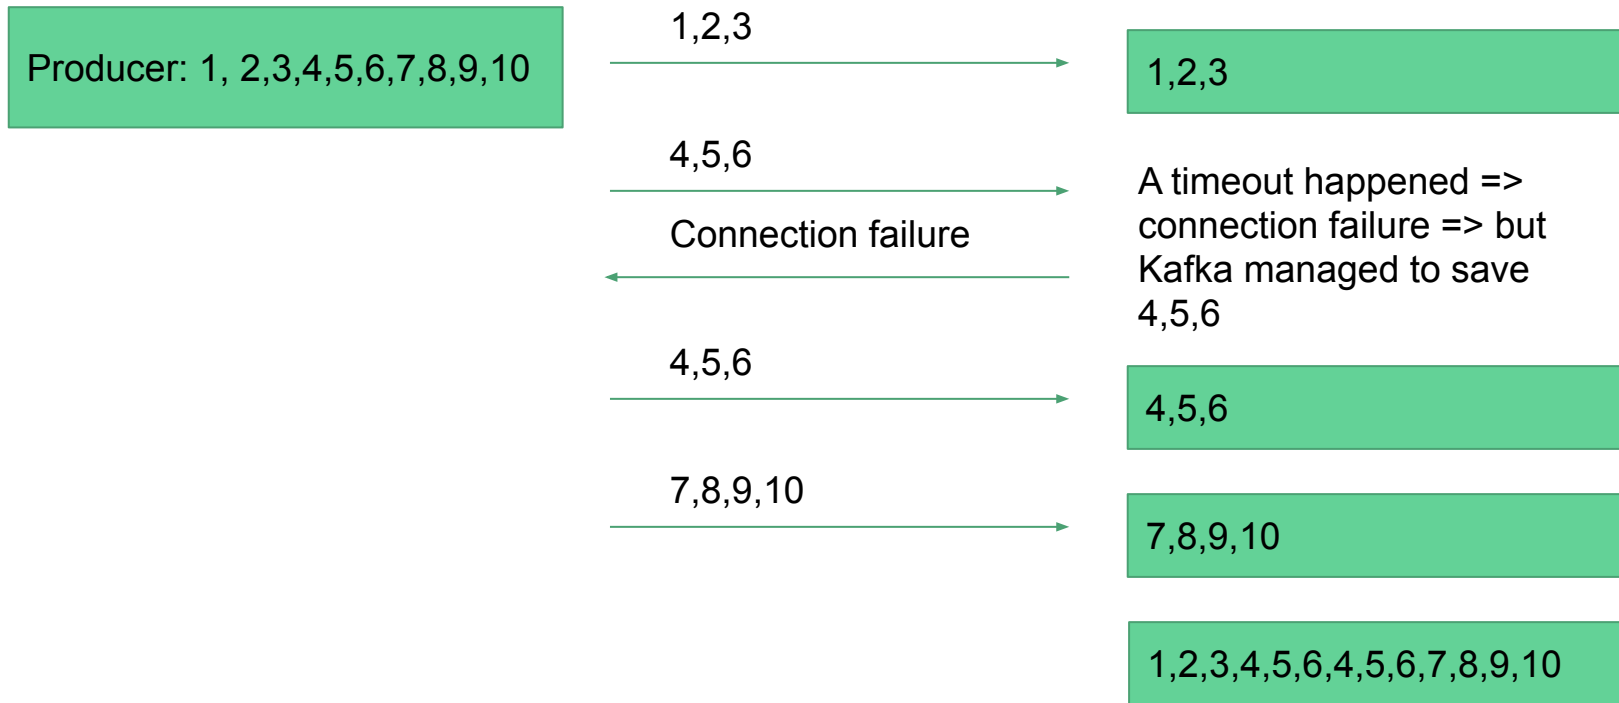 Producer: 1, 2,3,4,5,6,7,8,9,10
1,2,3
1,2,3
4,5,6
Connection failure
A timeout happened =>
connection failure => but
Kafka managed to save
4,5,6
4,5,6
4,5,6
7,8,9,10
7,8,9,10
1,2,3,4,5,6,4,5,6,7,8,9,10